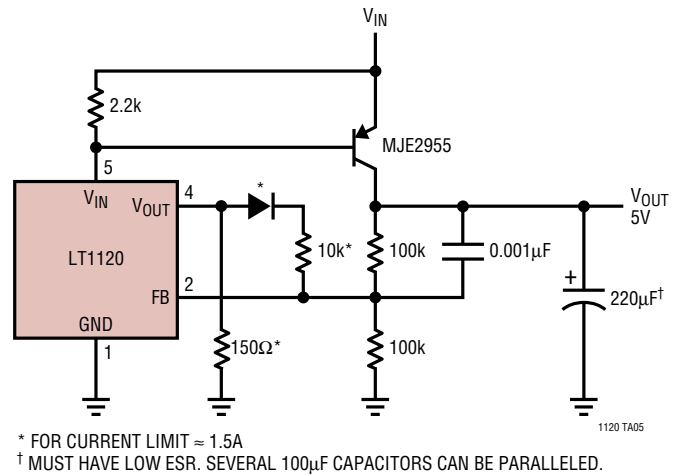 VIN
2.2k
MJE2955
5
VIN
VOUT
4
*
VOUT
5V
LT1120
10k*
100k
0.001µF
FB
2
+
220µF†
GND
1
150Ω*
100k
1120 TA05
* FOR CURRENT LIMIT ≈ 1.5A
† MUST HAVE LOW ESR. SEVERAL 100µF CAPACITORS CAN BE PARALLELED.